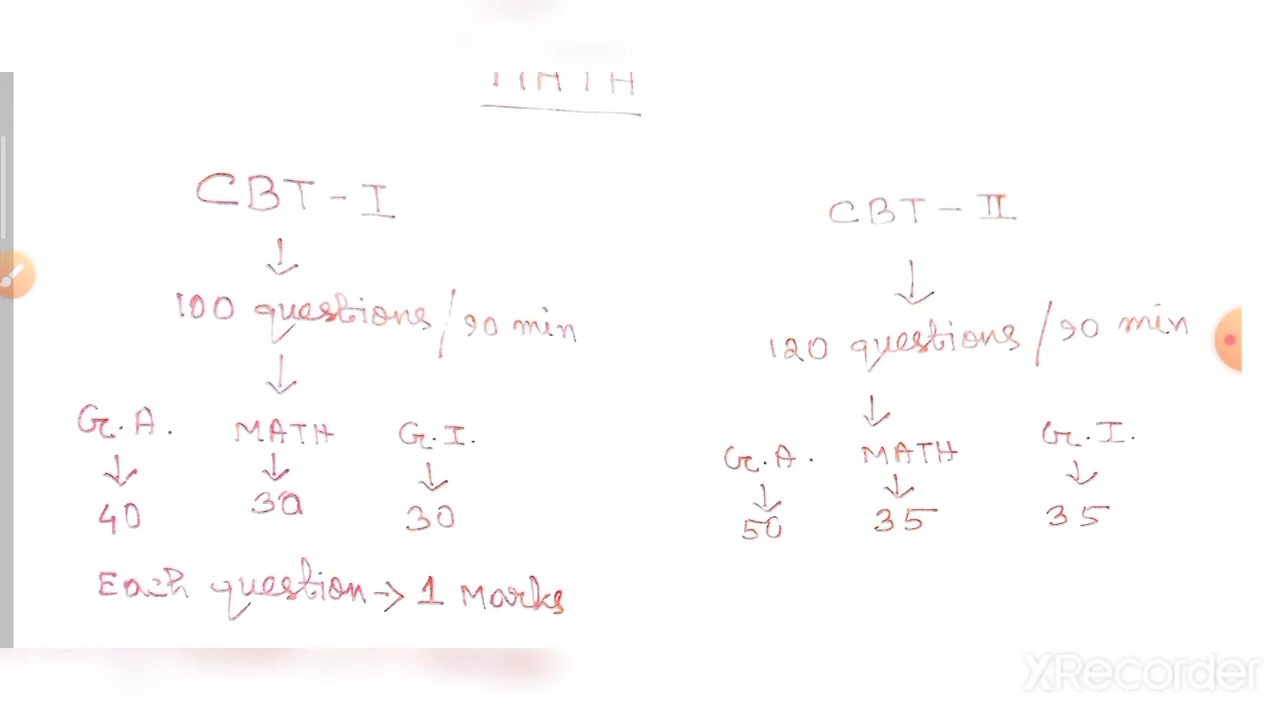 MATH
CBT - I
↓
100 questions / 90 min
↓
G.A. MATH G.I.
↓ ↓ ↓
40 30 30
Each question → 1 Marks
CBT - II
↓
120 questions / 90 min
↓
G.A. MATH G.I.
↓ ↓ ↓
50 35 35
XRecorder